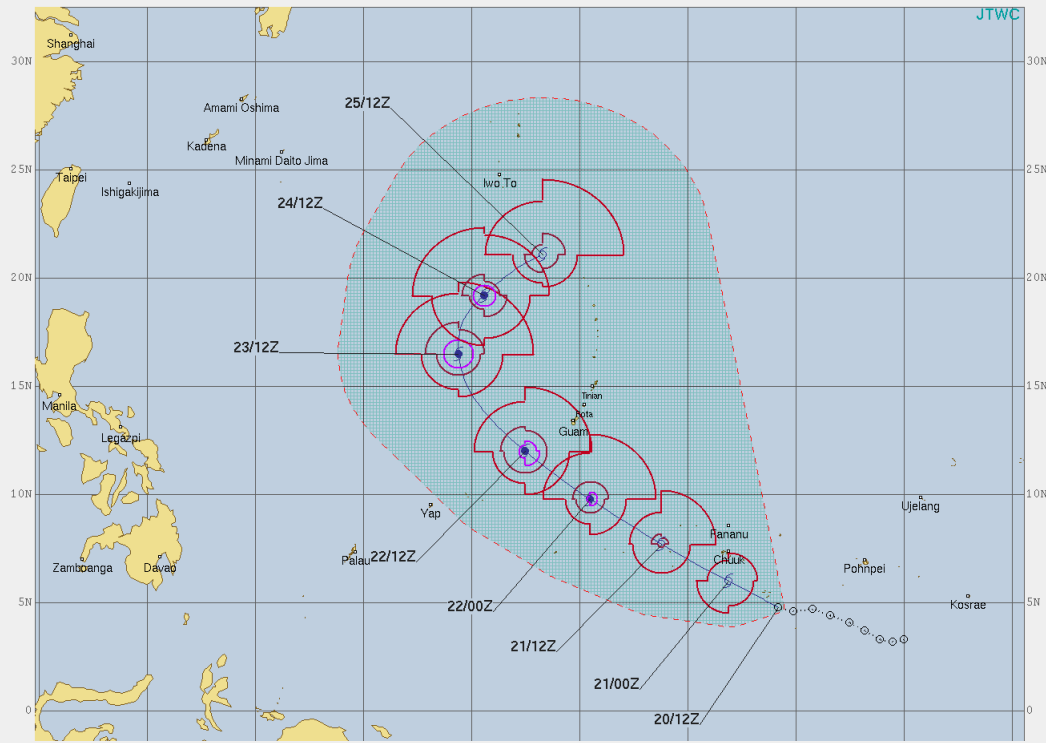 JTWC
Shanghai
30N
30N
25/12Z
Amami Oshima
Kadena
Minami Daito Jima
25N
25N
Taipei
Iwo To
Ishigakijima
24/12Z
20N
20N
23/12Z
15N
15N
Tinian
Manila
Rota
Guam
Legazpi
10N
10N
Yap
Ujelang
Fananu
Zamboanga
Davao
Palau
22/12Z
Chuuk
Pohnpei
5N
5N
22/00Z
Kosrae
21/12Z
21/00Z
0
0
20/12Z